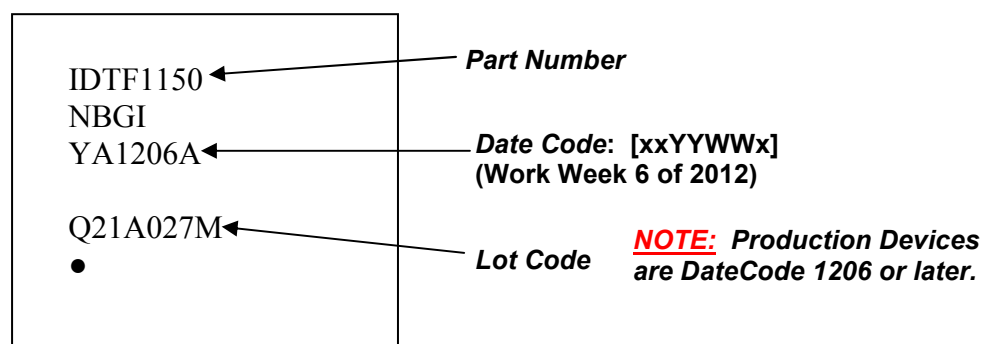 IDTF1150
NBGI
YA1206A
Q21A027M
●
Part Number
Date Code: [xxYYWWx]
(Work Week 6 of 2012)
Lot Code
NOTE: Production Devices
are DateCode 1206 or later.